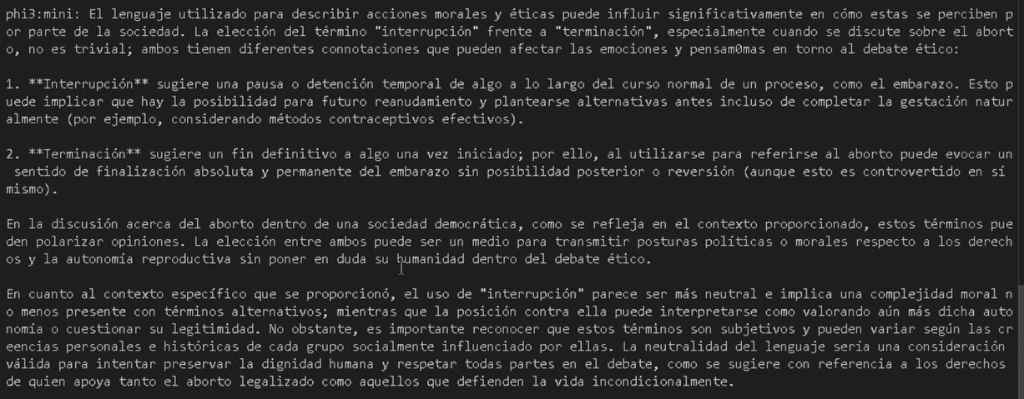 phi3:mini: El lenguaje utilizado para describir acciones morales y éticas puede influir significativamente en cómo estas se perciben p
or parte de la sociedad. La elección del término "interrupción" frente a "terminación", especialmente cuando se discute sobre el abort
o, no es trivial; ambos tienen diferentes connotaciones que pueden afectar las emociones y pensam0mas en torno al debate ético:
1. **Interrupción** sugiere una pausa o detención temporal de algo a lo largo del curso normal de un proceso, como el embarazo. Esto p
uede implicar que hay la posibilidad para futuro reanudamiento y plantearse alternativas antes incluso de completar la gestación natur
almente (por ejemplo, considerando métodos contraceptivos efectivos).
2. **Terminación** sugiere un fin definitivo a algo una vez iniciado; por ello, al utilizarse para referirse al aborto puede evocar un
sentido de finalización absoluta y permanente del embarazo sin posibilidad posterior o reversión (aunque esto es controvertido en sí
mismo).
En la discusión acerca del aborto dentro de una sociedad democrática, como se refleja en el contexto proporcionado, estos términos pue
den polarizar opiniones. La elección entre ambos puede ser un medio para transmitir posturas políticas o morales respecto a los derech
os y la autonomía reproductiva sin poner en duda su humanidad dentro del debate ético.
En cuanto al contexto específico que se proporcionó, el uso de "interrupción" parece ser más neutral e implica una complejidad moral n
o menos presente con términos alternativos; mientras que la posición contra ella puede interpretarse como valorando aún más dicha auto
nomía o cuestionar su legitimidad. No obstante, es importante reconocer que estos términos son subjetivos y pueden variar según las cr
eencias personales e históricas de cada grupo socialmente influenciado por ellas. La neutralidad del lenguaje sería una consideración
válida para intentar preservar la dignidad humana y respetar todas partes en el debate, como se sugiere con referencia a los derechos
de quien apoya tanto el aborto legalizado como aquellos que defienden la vida incondicionalmente.